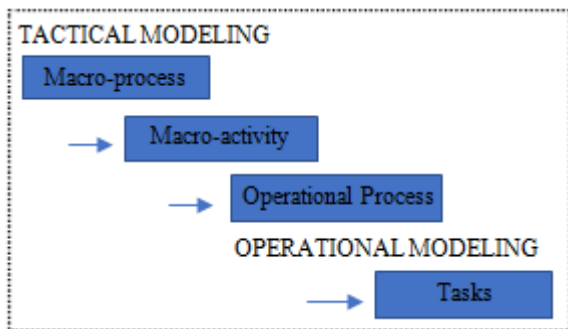 TACTICAL MODELING
Macro-process
Macro-activity
Operational Process
OPERATIONAL MODELING
Tasks